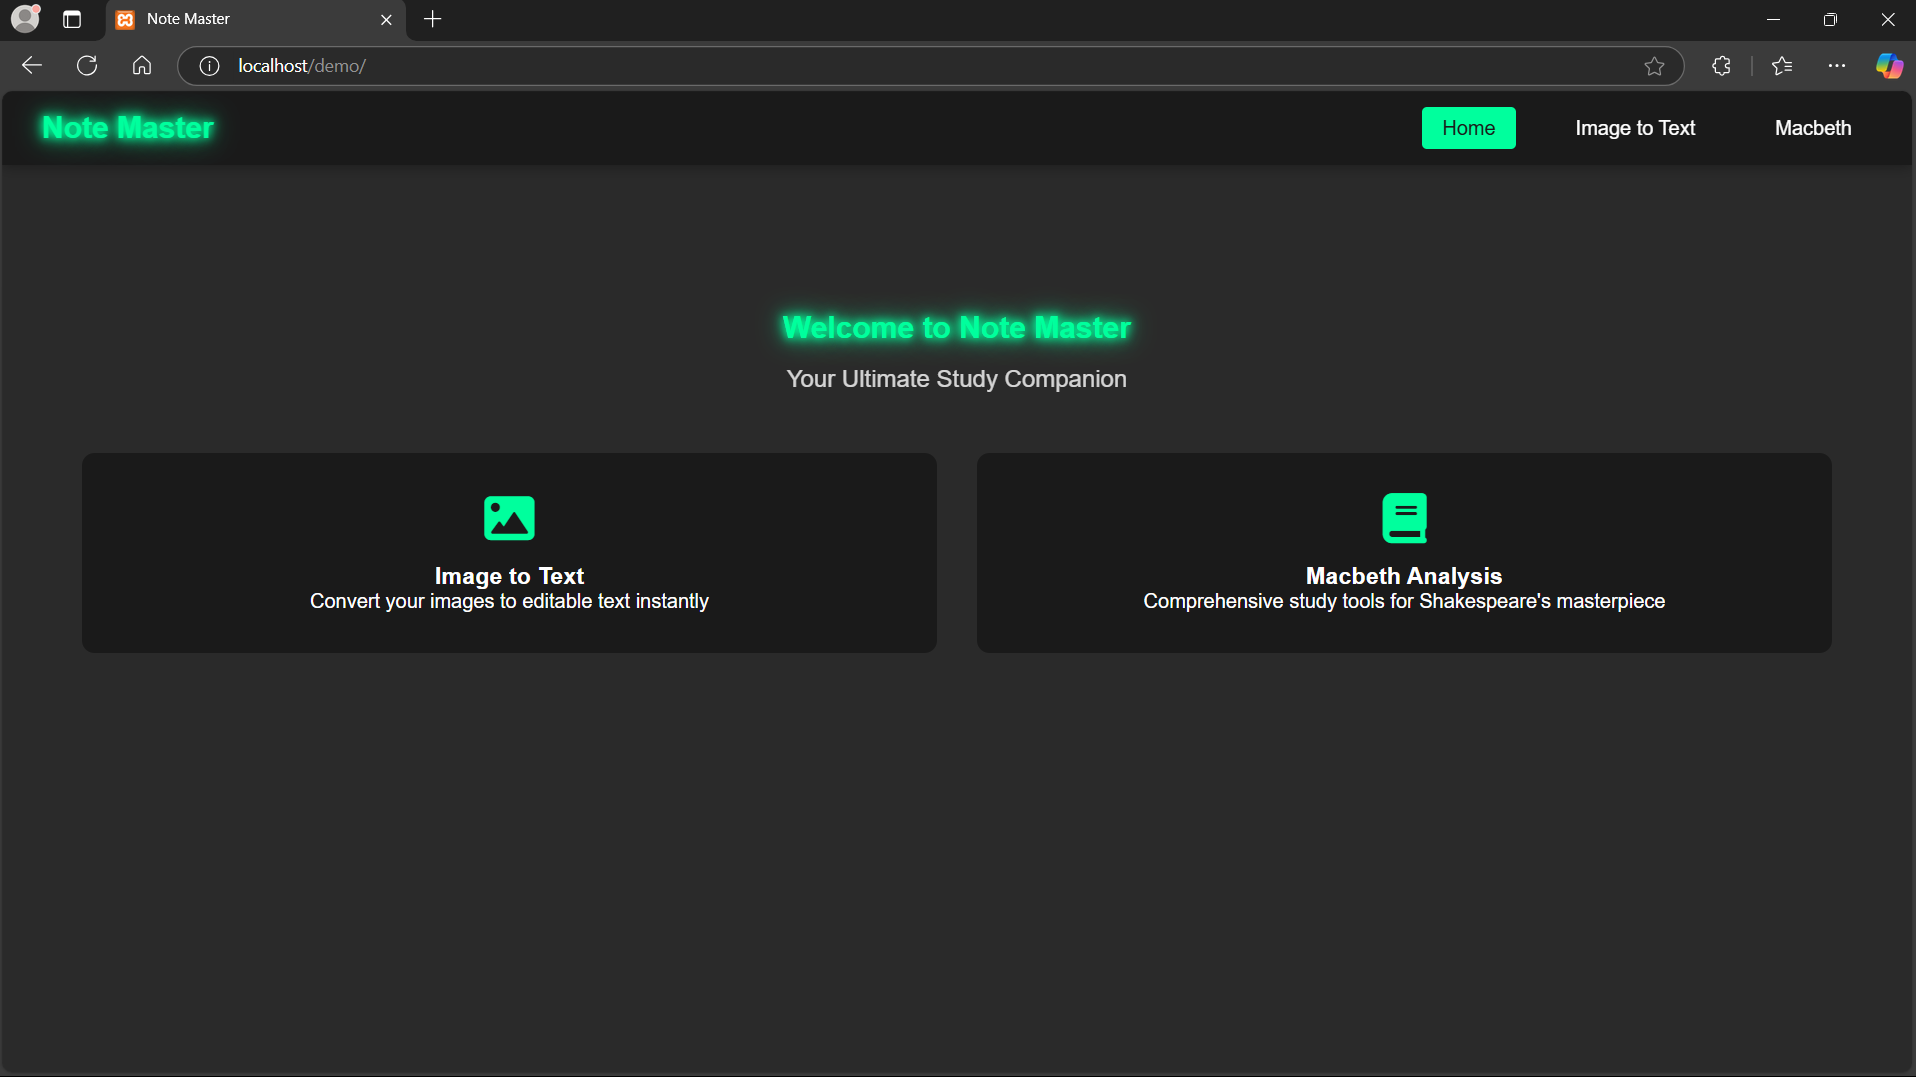 Note Master
localhost/demo/
Note Master
Home
Image to Text
Macbeth
Welcome to Note Master
Your Ultimate Study Companion
Image to Text
Convert your images to editable text instantly
Macbeth Analysis
Comprehensive study tools for Shakespeare's masterpiece